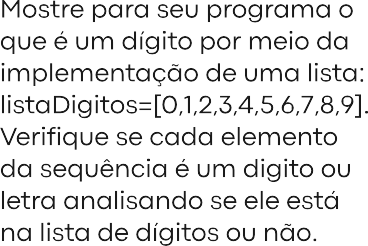 Mostre para seu programa o
que é um dígito por meio da
implementação de uma lista:
listaDigitos=[0,1,2,3,4,5,6,7,8,9].
Verifique se cada elemento
da sequência é um digito ou
letra analisando se ele está
na lista de dígitos ou não.